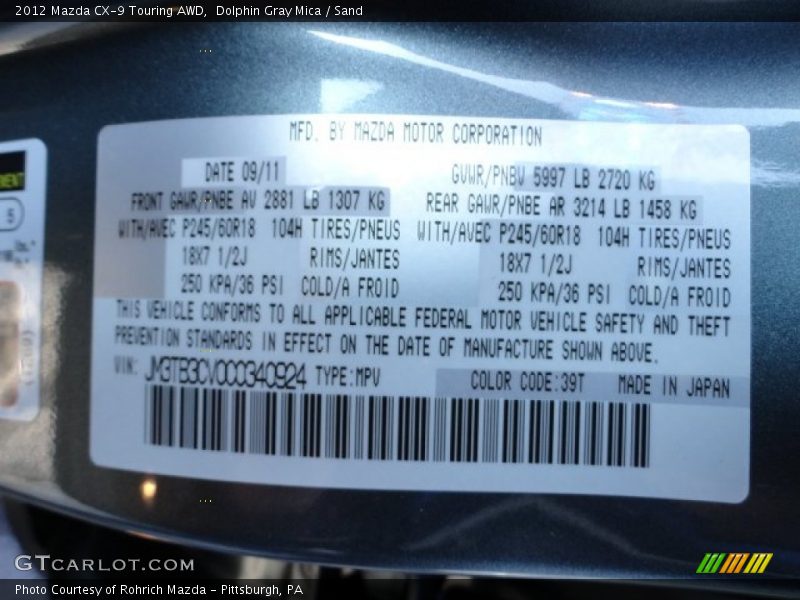 2012 Mazda CX-9 Touring AWD, Dolphin Gray Mica / Sand
MFD. BY MAZDA MOTOR CORPORATION
DATE 09/11 GVWR/PNBV 5997 LB 2720 KG
FRONT GAWR/PNBE AV 2881 LB 1307 KG REAR GAWR/PNBE AR 3214 LB 1458 KG
WITH/AVEC P245/60R18 104H TIRES/PNEUS WITH/AVEC P245/60R18 104H TIRES/PNEUS
18X7 1/2J RIMS/JANTES 18X7 1/2J RIMS/JANTES
250 KPA/36 PSI COLD/A FROID 250 KPA/36 PSI COLD/A FROID
THIS VEHICLE CONFORMS TO ALL APPLICABLE FEDERAL MOTOR VEHICLE SAFETY AND THEFT
PREVENTION STANDARDS IN EFFECT ON THE DATE OF MANUFACTURE SHOWN ABOVE.
VIN: JM3TB3CV0C0340924 TYPE:MPV COLOR CODE:39T MADE IN JAPAN
5
GTCARLOT.COM
Photo Courtesy of Rohrich Mazda - Pittsburgh, PA